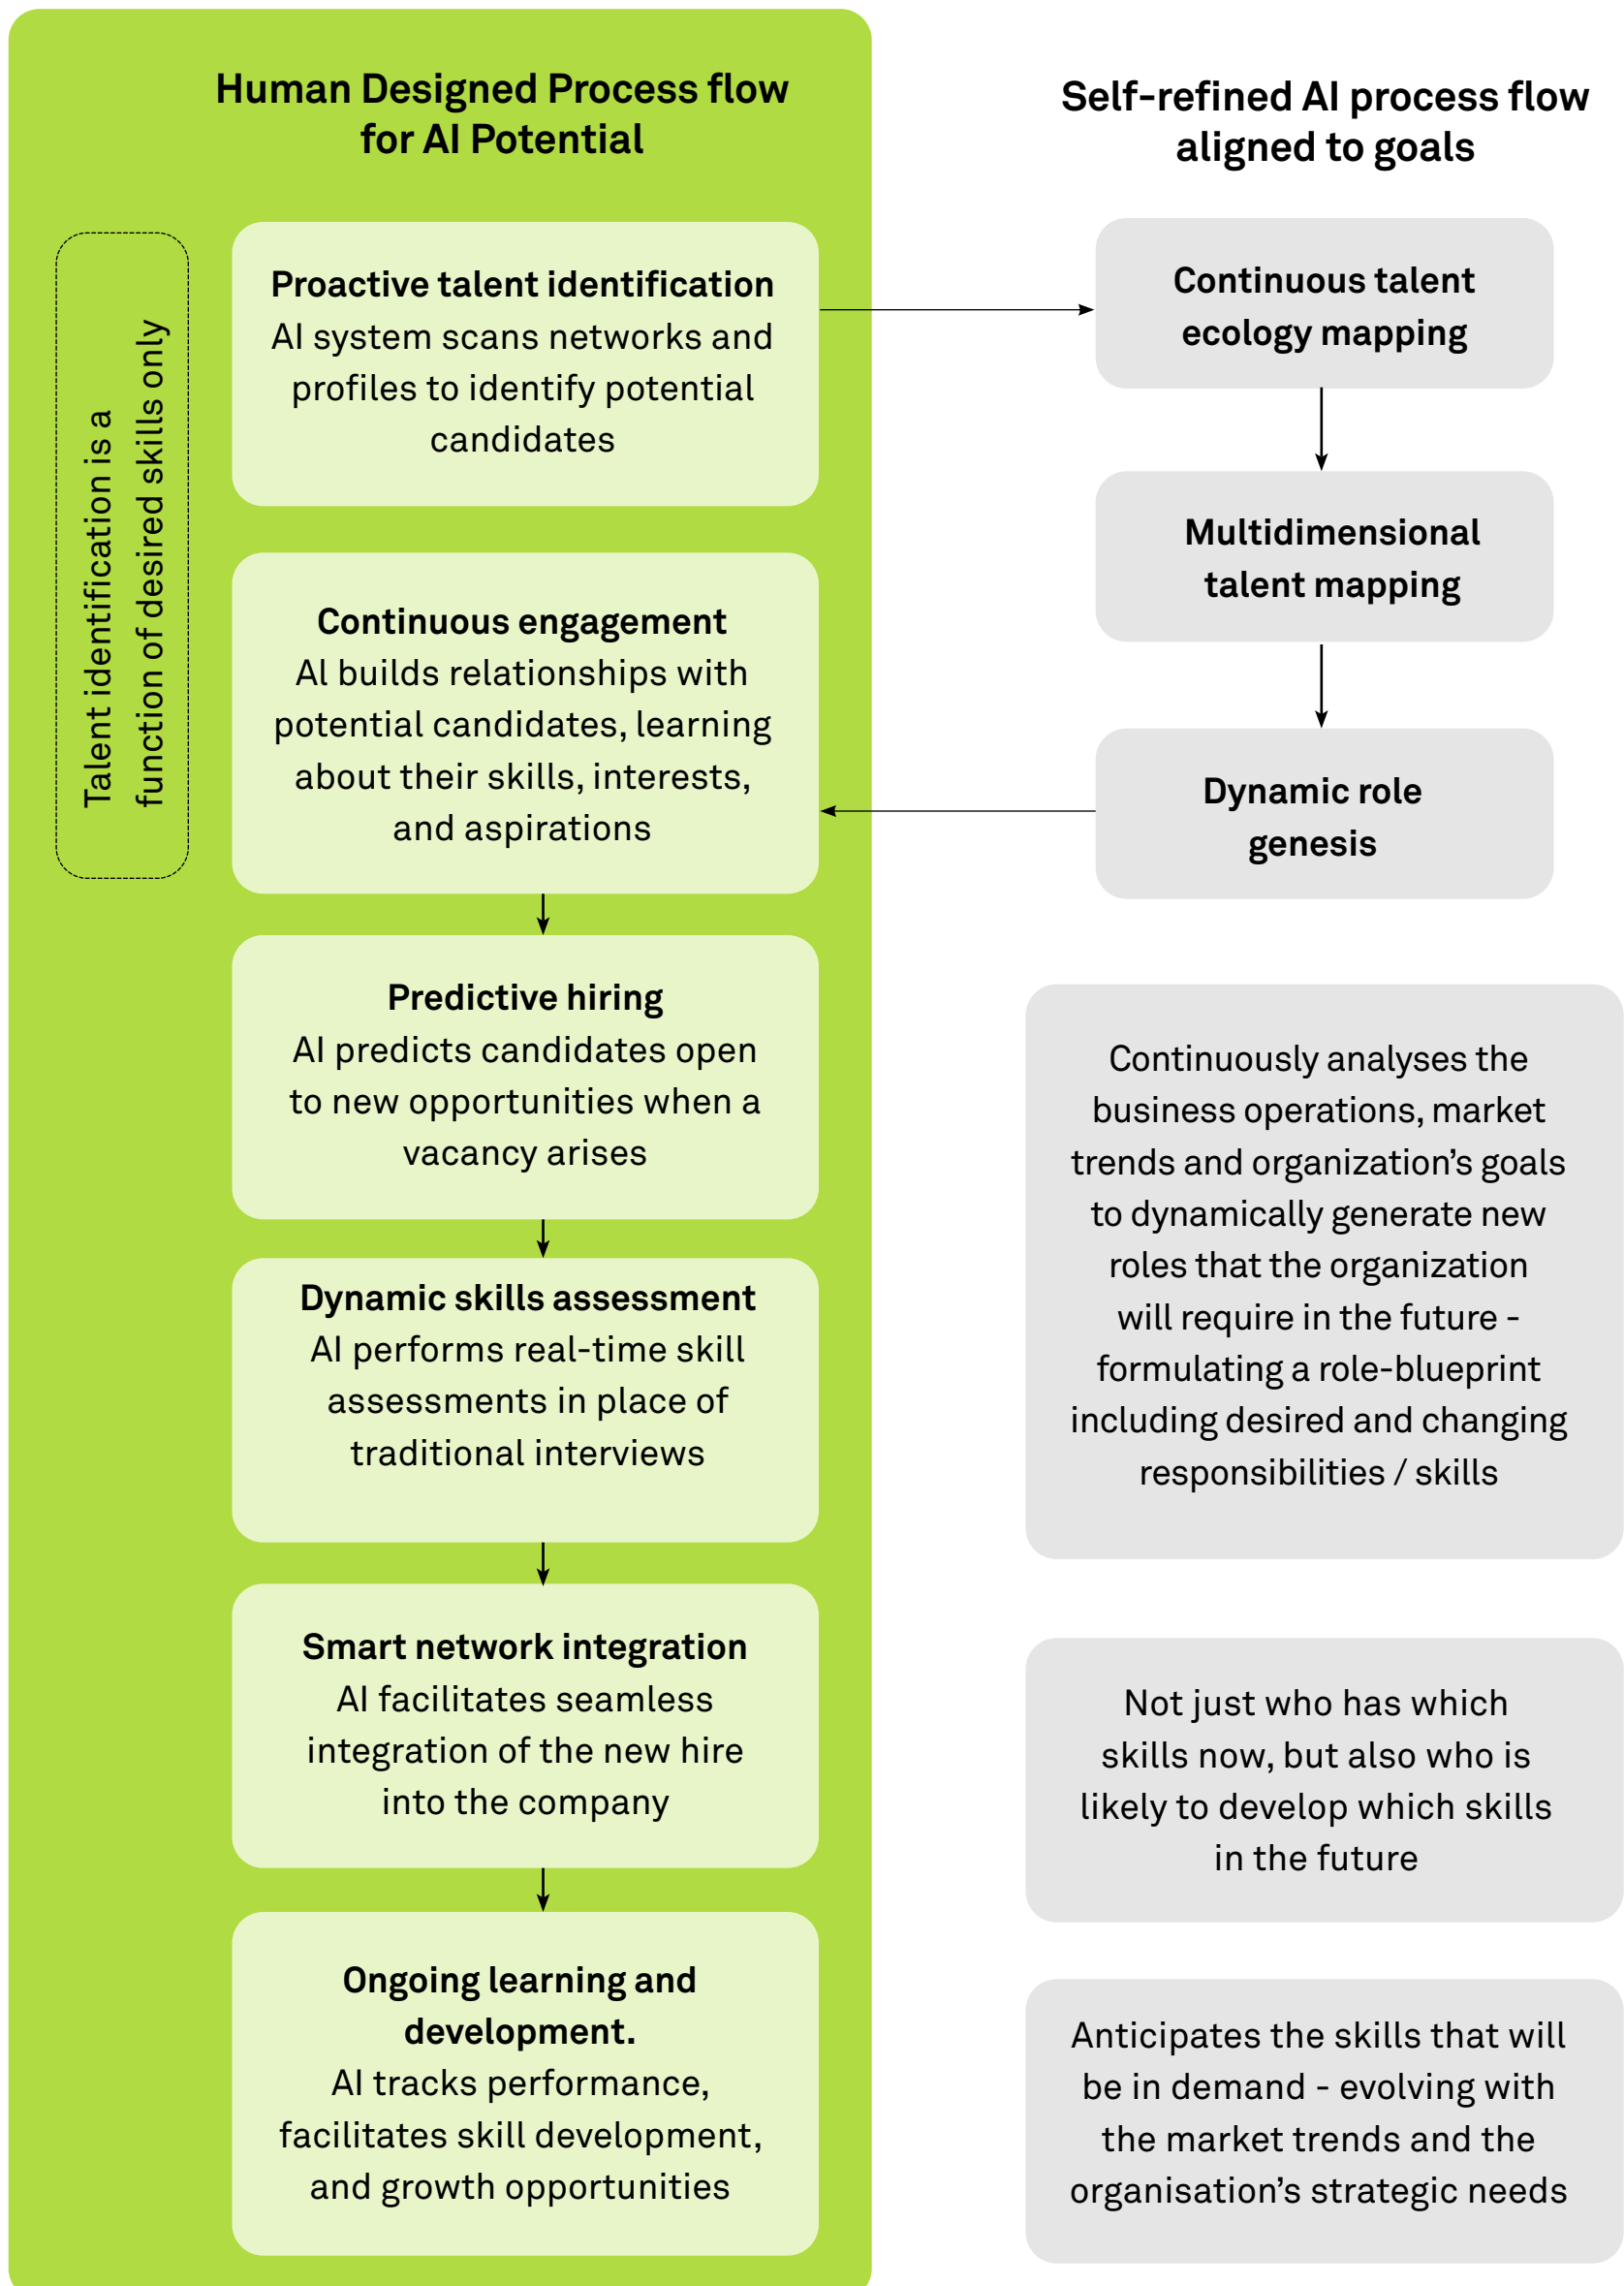 Human Designed Process flow
for AI Potential
Talent identification is a
function of desired skills only
Proactive talent identification
AI system scans networks and
profiles to identify potential
candidates
Continuous engagement
Al builds relationships with
potential candidates, learning
about their skills, interests,
and aspirations
Predictive hiring
AI predicts candidates open
to new opportunities when a
vacancy arises
Dynamic skills assessment
AI performs real-time skill
assessments in place of
traditional interviews
Smart network integration
AI facilitates seamless
integration of the new hire
into the company
Ongoing learning and
development.
AI tracks performance,
facilitates skill development,
and growth opportunities
Self-refined AI process flow
aligned to goals
Continuous talent
ecology mapping
Multidimensional
talent mapping
Dynamic role
genesis
Continuously analyses the
business operations, market
trends and organization’s goals
to dynamically generate new
roles that the organization
will require in the future -
formulating a role-blueprint
including desired and changing
responsibilities / skills
Not just who has which
skills now, but also who is
likely to develop which skills
in the future
Anticipates the skills that will
be in demand - evolving with
the market trends and the
organisation’s strategic needs